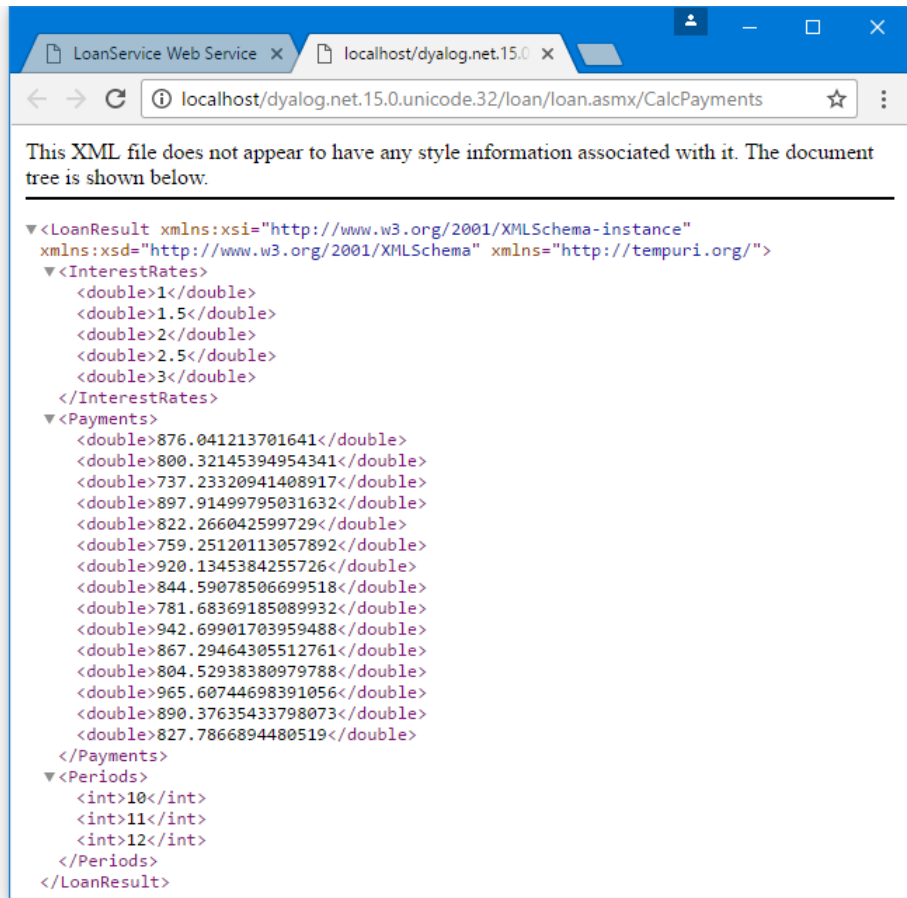 LoanService Web Service
localhost/dyalog.net.15.0
localhost/dyalog.net.15.0.unicode.32/loan/loan.asmx/CalcPayments
This XML file does not appear to have any style information associated with it. The document
tree is shown below.
▼<LoanResult xmlns:xsi="http://www.w3.org/2001/XMLSchema-instance"
xmlns:xsd="http://www.w3.org/2001/XMLSchema" xmlns="http://tempuri.org/">
▼<InterestRates>
<double>1</double>
<double>1.5</double>
<double>2</double>
<double>2.5</double>
<double>3</double>
</InterestRates>
▼<Payments>
<double>876.041213701641</double>
<double>800.32145394954341</double>
<double>737.23320941408917</double>
<double>897.91499795031632</double>
<double>822.266042599729</double>
<double>759.25120113057892</double>
<double>920.1345384255726</double>
<double>844.59078506699518</double>
<double>781.68369185089932</double>
<double>942.69901703959488</double>
<double>867.29464305512761</double>
<double>804.52938380979788</double>
<double>965.60744698391056</double>
<double>890.37635433798073</double>
<double>827.7866894480519</double>
</Payments>
▼<Periods>
<int>10</int>
<int>11</int>
<int>12</int>
</Periods>
</LoanResult>